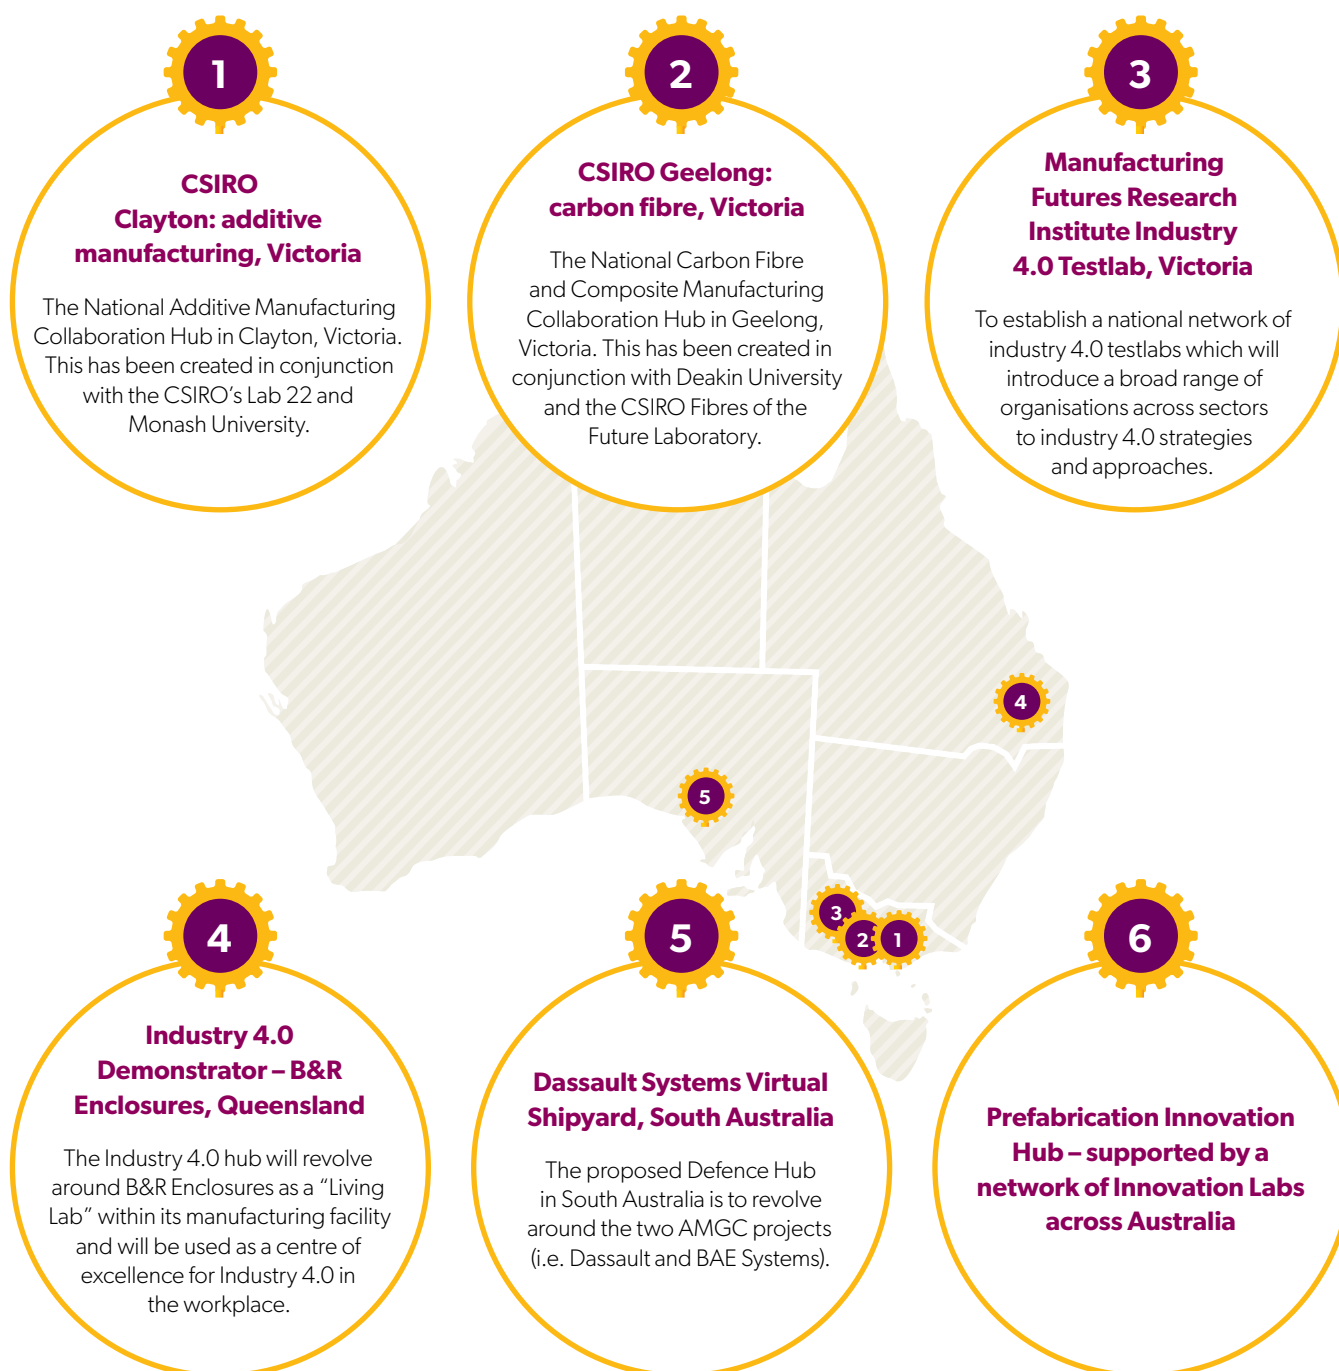 1
CSIRO
Clayton: additive
manufacturing, Victoria
The National Additive Manufacturing
Collaboration Hub in Clayton, Victoria.
This has been created in conjunction
with the CSIRO’s Lab 22 and
Monash University.
2
CSIRO Geelong:
carbon fibre, Victoria
The National Carbon Fibre
and Composite Manufacturing
Collaboration Hub in Geelong,
Victoria. This has been created in
conjunction with Deakin University
and the CSIRO Fibres of the
Future Laboratory.
3
Manufacturing
Futures Research
Institute Industry
4.0 Testlab, Victoria
To establish a national network of
industry 4.0 testlabs which will
introduce a broad range of
organisations across sectors
to industry 4.0 strategies
and approaches.
4
5
3
2
1
4
Industry 4.0
Demonstrator – B&R
Enclosures, Queensland
The Industry 4.0 hub will revolve
around B&R Enclosures as a “Living
Lab” within its manufacturing facility
and will be used as a centre of
excellence for Industry 4.0 in
the workplace.
5
Dassault Systems Virtual
Shipyard, South Australia
The proposed Defence Hub
in South Australia is to revolve
around the two AMGC projects
(i.e. Dassault and BAE Systems).
6
Prefabrication Innovation
Hub – supported by a
network of Innovation Labs
across Australia